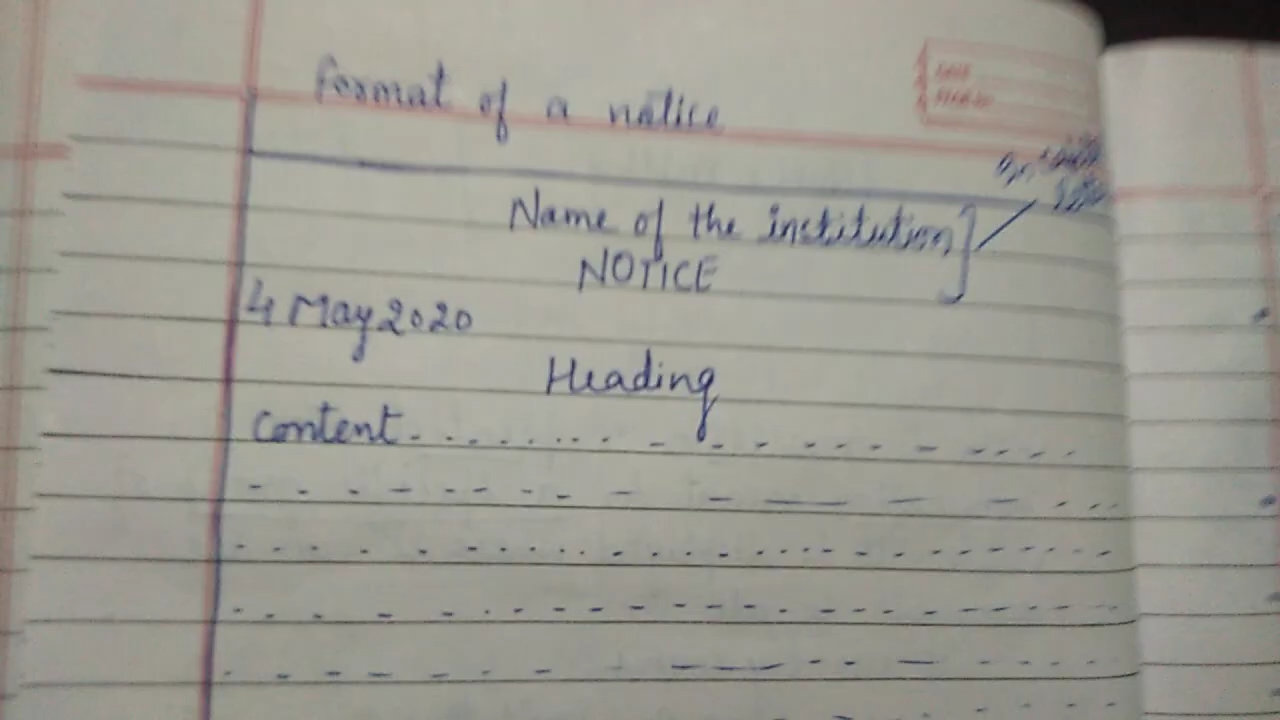 Format of a notice
Name of the institution
NOTICE
4 May 2020
Heading
Content